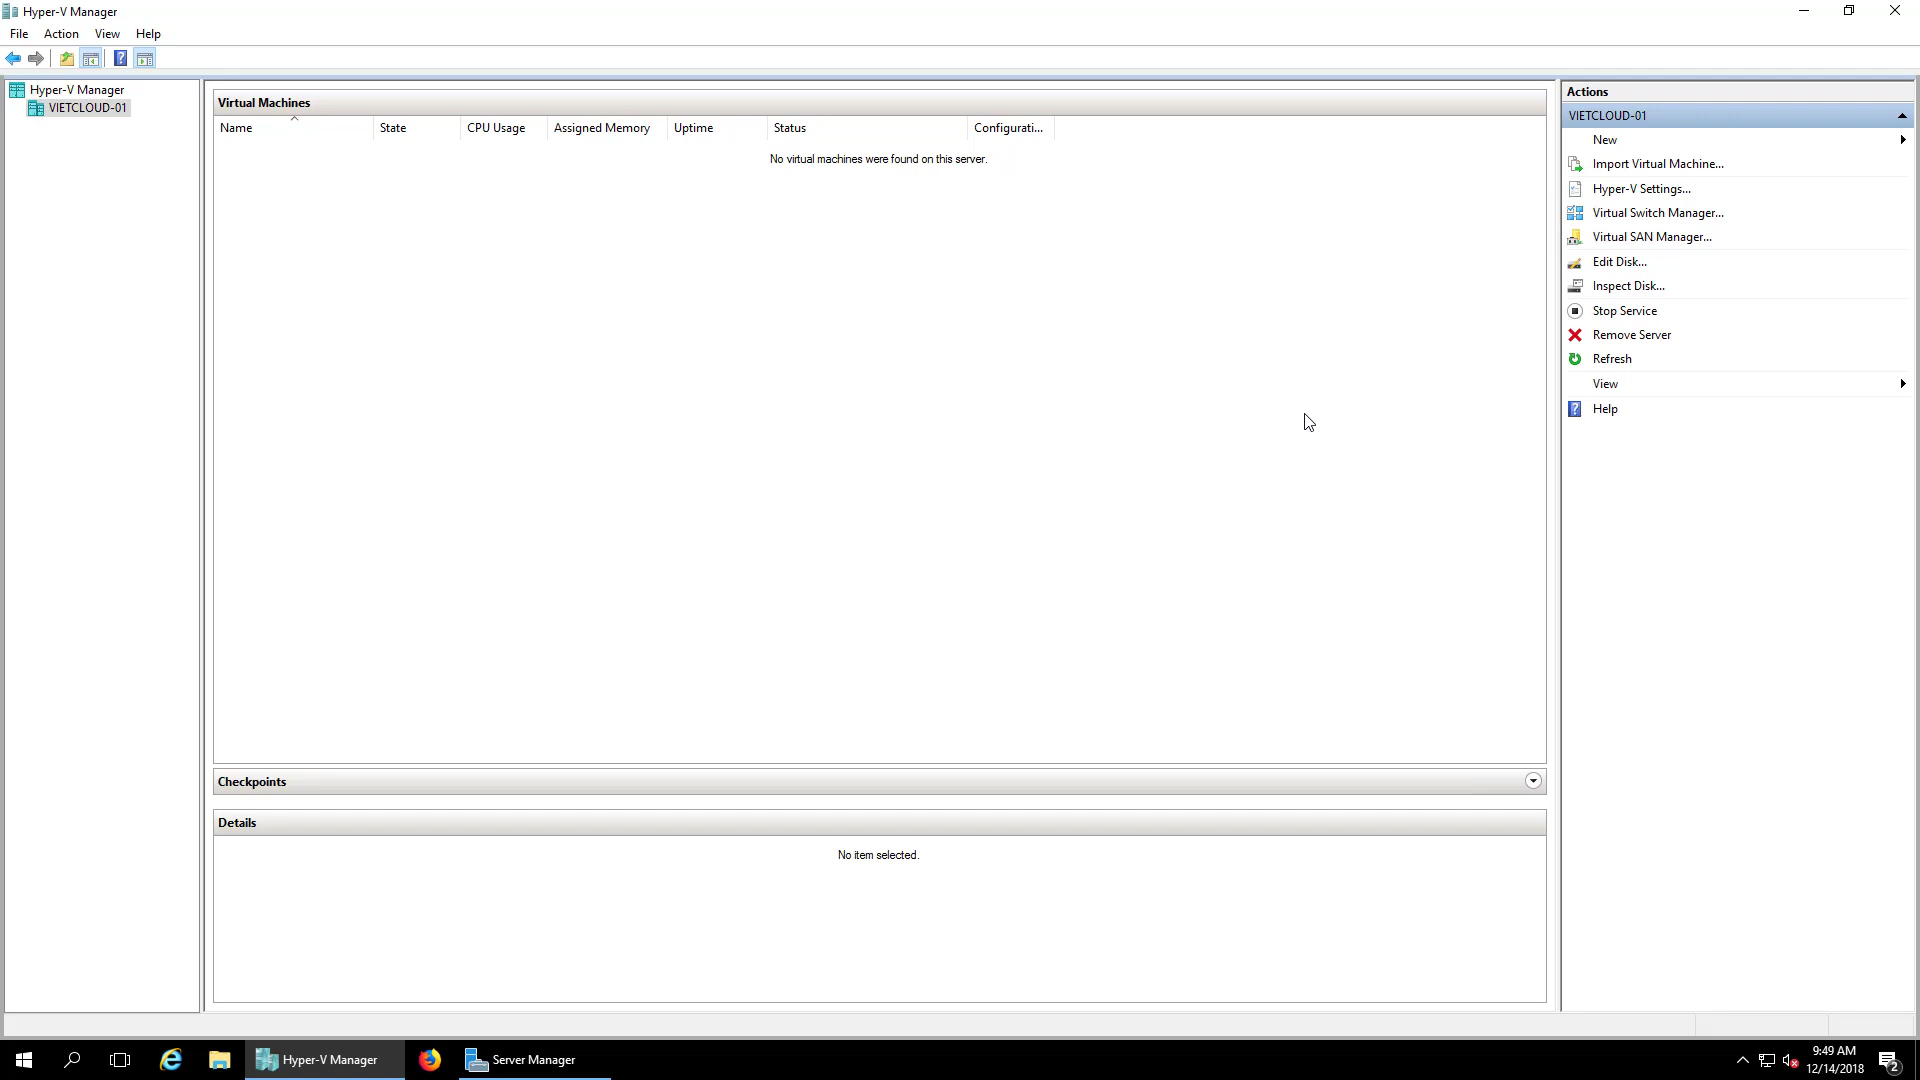 Hyper-V Manager
File Action View Help
Hyper-V Manager
VIETCLOUD-01
Virtual Machines
Name State CPU Usage Assigned Memory Uptime Status Configurati...
No virtual machines were found on this server.
Checkpoints
Details
No item selected.
Actions
VIETCLOUD-01
New
Import Virtual Machine...
Hyper-V Settings...
Virtual Switch Manager...
Virtual SAN Manager...
Edit Disk...
Inspect Disk...
Stop Service
Remove Server
Refresh
View
Help
Hyper-V Manager
Server Manager
9:49 AM
12/14/2018
2